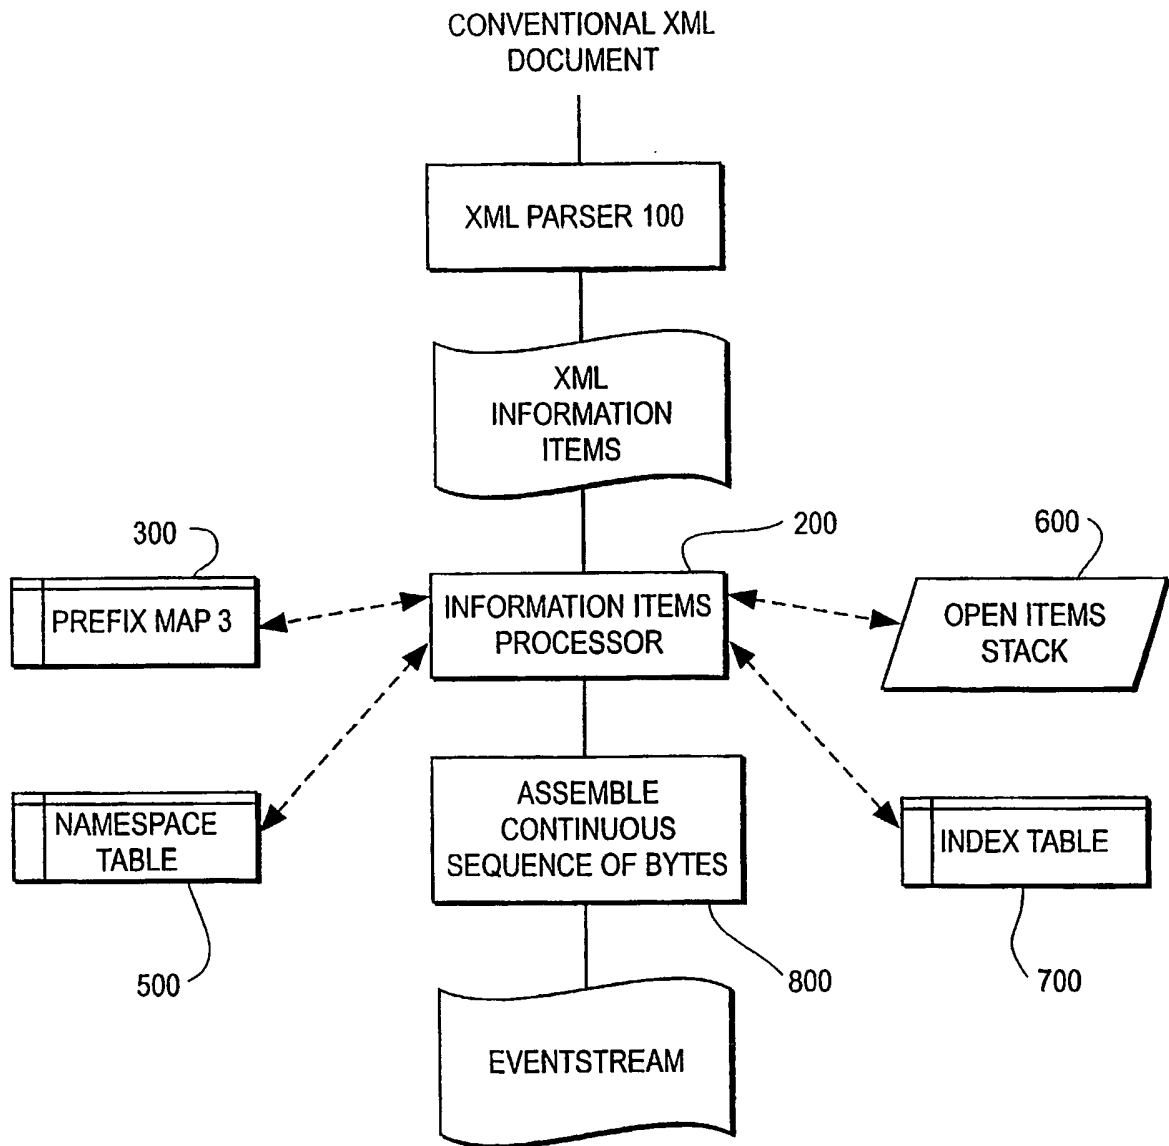 CONVENTIONAL XML
DOCUMENT
XML PARSER 100
XML
INFORMATION
ITEMS
300
200
600
PREFIX MAP 3
INFORMATION ITEMS
PROCESSOR
OPEN ITEMS
STACK
NAMESPACE
TABLE
ASSEMBLE
CONTINUOUS
SEQUENCE OF BYTES
INDEX TABLE
500
800
700
EVENTSTREAM